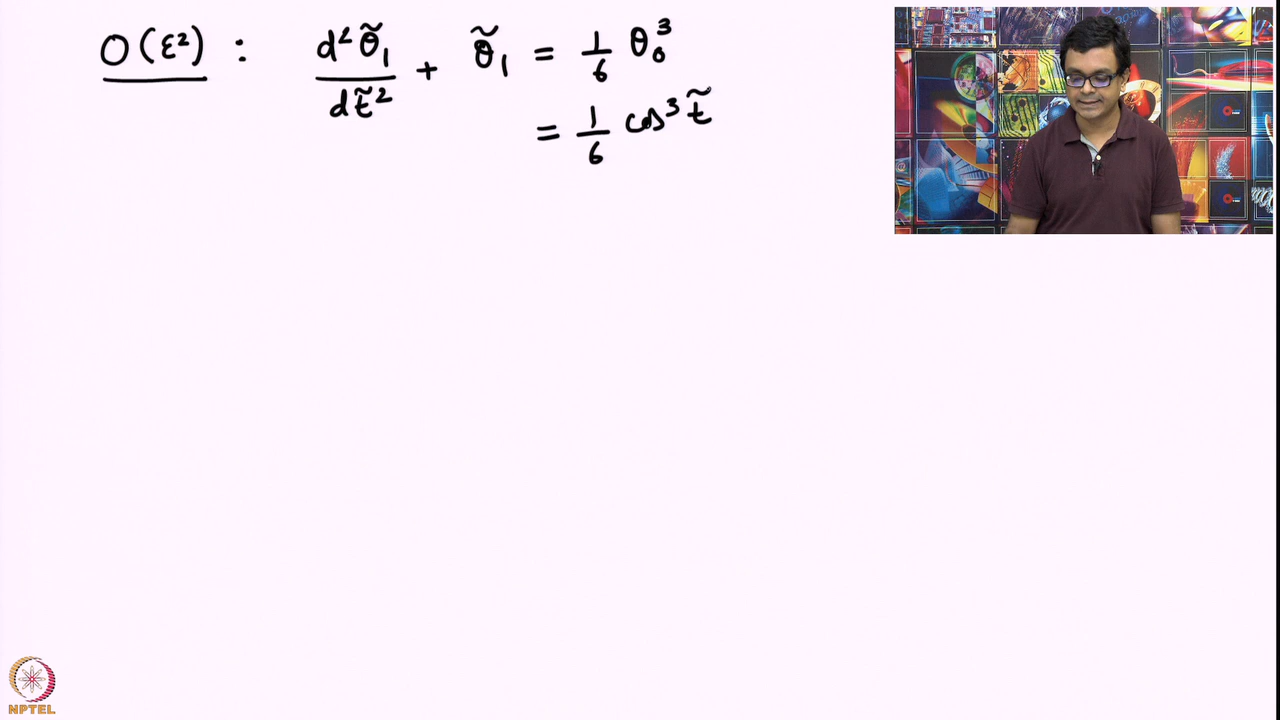 O(ε²) : d²θ̃₁/dt̃² + θ̃₁ = 1/6 θ₀³
= 1/6 cos³ t̃
NPTEL